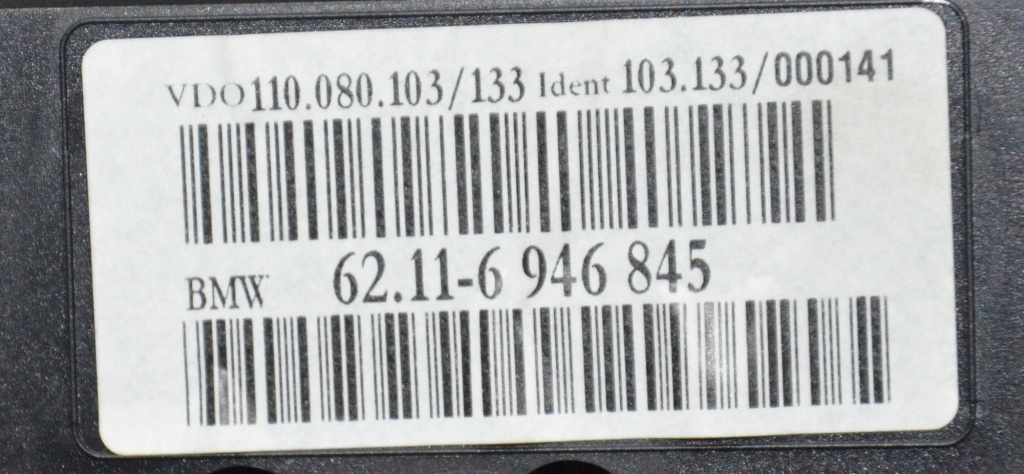 VDO 110.080.103/133 Ident 103.133/000141
BMW 62.11-6 946 845